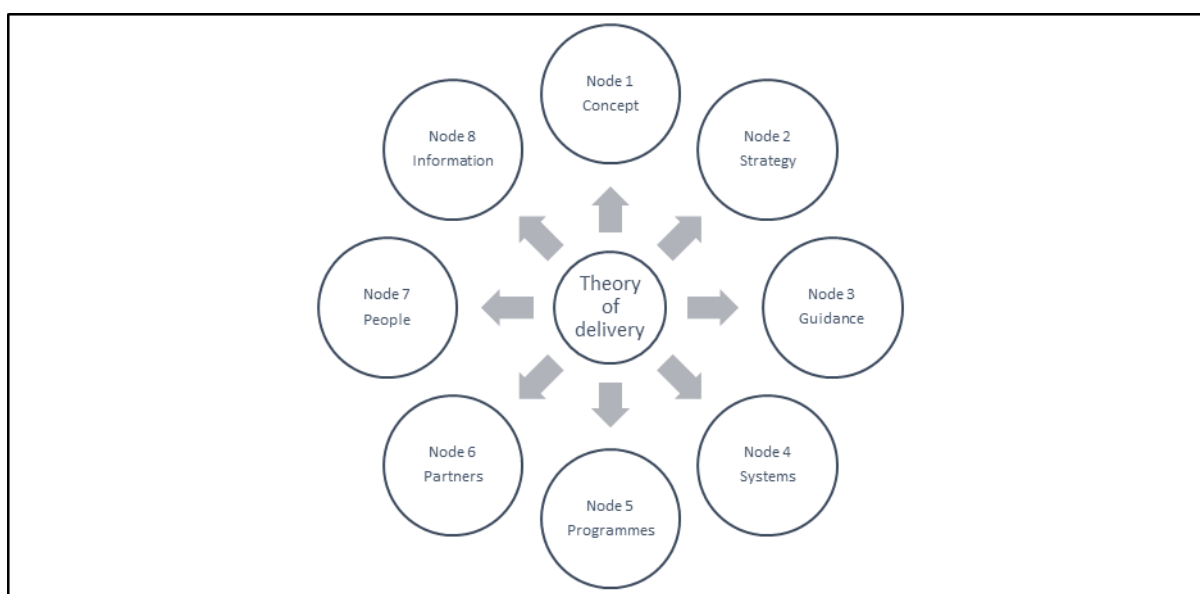 Node 1
Concept
Node 2
Strategy
Node 3
Guidance
Node 4
Systems
Node 5
Programmes
Node 6
Partners
Node 7
People
Node 8
Information
Theory
of
delivery